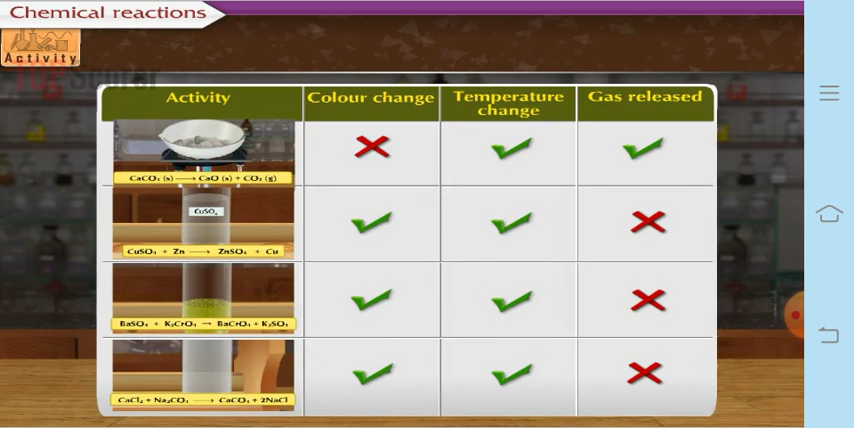 Chemical reactions
Activity
Activity Colour change Temperature change Gas released
CaCO₃ (s) ⟶ CaO (s) + CO₂ (g)
CuSO₄
CuSO₄ + Zn ⟶ ZnSO₄ + Cu
BaSO₄ + K₂CrO₄ → BaCrO₄ + K₂SO₄
CaCl₂ + Na₂CO₃ ⟶ CaCO₃ + 2NaCl